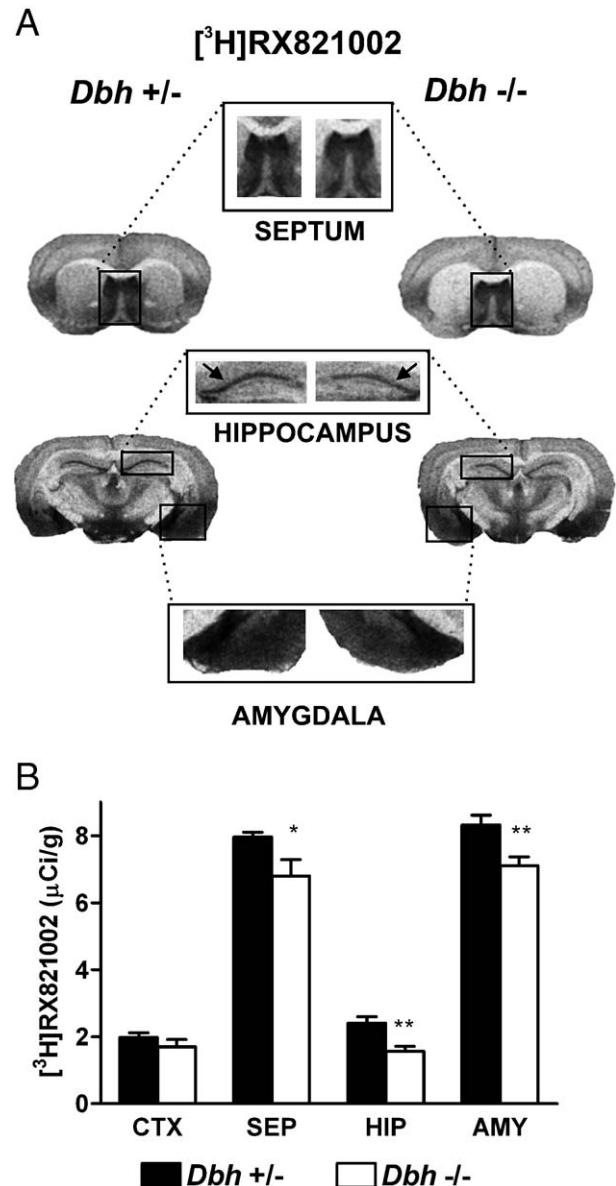 A
[³H]RX821002
Dbh +/-
Dbh -/-
SEPTUM
HIPPOCAMPUS
AMYGDALA
B
[³H]RX821002 (μCi/g)
8
6
4
2
0
*
**
**
CTX SEP HIP AMY
Dbh +/- Dbh -/-